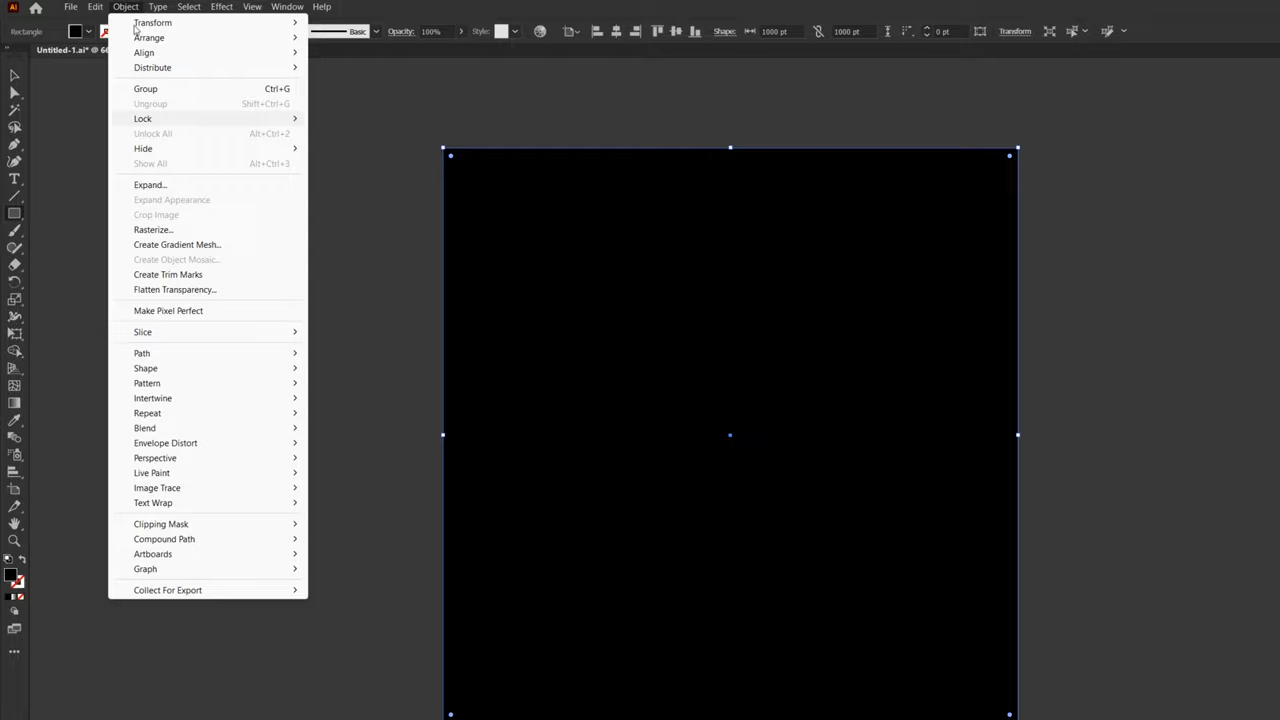 Ai File Edit Object Type Select Effect View Window Help
Rectangle Basic Opacity: 100% Style: Shape: 1000 pt 1000 pt 0 pt Transform
Untitled-1.ai* @ 66
Transform
Arrange
Align
Distribute
Group Ctrl+G
Ungroup Shift+Ctrl+G
Lock
Unlock All Alt+Ctrl+2
Hide
Show All Alt+Ctrl+3
Expand...
Expand Appearance
Crop Image
Rasterize...
Create Gradient Mesh...
Create Object Mosaic...
Create Trim Marks
Flatten Transparency...
Make Pixel Perfect
Slice
Path
Shape
Pattern
Intertwine
Repeat
Blend
Envelope Distort
Perspective
Live Paint
Image Trace
Text Wrap
Clipping Mask
Compound Path
Artboards
Graph
Collect For Export